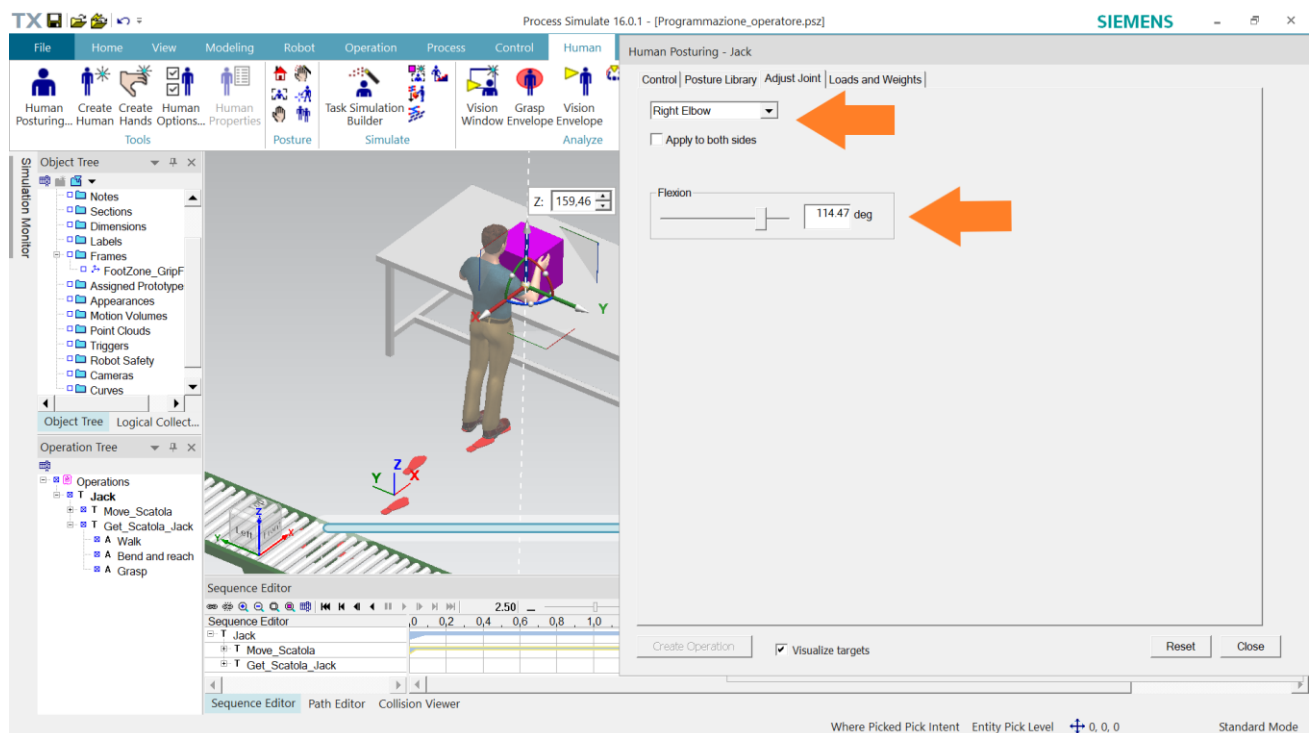 TX
Process Simulate 16.0.1 - [Programmazione_operatore.psz]
SIEMENS
File Home View Modeling Robot Operation Process Control Human
Human Posturing... Create Human Create Hands Human Options... Human Properties
Task Simulation Builder
Vision Window Grasp Envelope Vision Envelope
Tools Posture Simulate Analyze
Simulation Monitor
Object Tree
Notes
Sections
Dimensions
Labels
Frames
FootZone_GripF
Assigned Prototype
Appearances
Motion Volumes
Point Clouds
Triggers
Robot Safety
Cameras
Curves
Object Tree Logical Collect...
Operation Tree
Operations
T Jack
T Move_Scatola
T Get_Scatola_Jack
A Walk
A Bend and reach
A Grasp
Z: 159,46
X
Y
Z
Y
X
Left
Z
Y
X
Sequence Editor
2.50
Sequence Editor
,0 0,2 0,4 0,6 0,8 1,0
T Jack
T Move_Scatola
T Get_Scatola_Jack
Sequence Editor Path Editor Collision Viewer
Human Posturing - Jack
Control Posture Library Adjust Joint Loads and Weights
Right Elbow
Apply to both sides
Flexion
114.47 deg
Create Operation Visualize targets Reset Close
Where Picked Pick Intent Entity Pick Level 0, 0, 0 Standard Mode